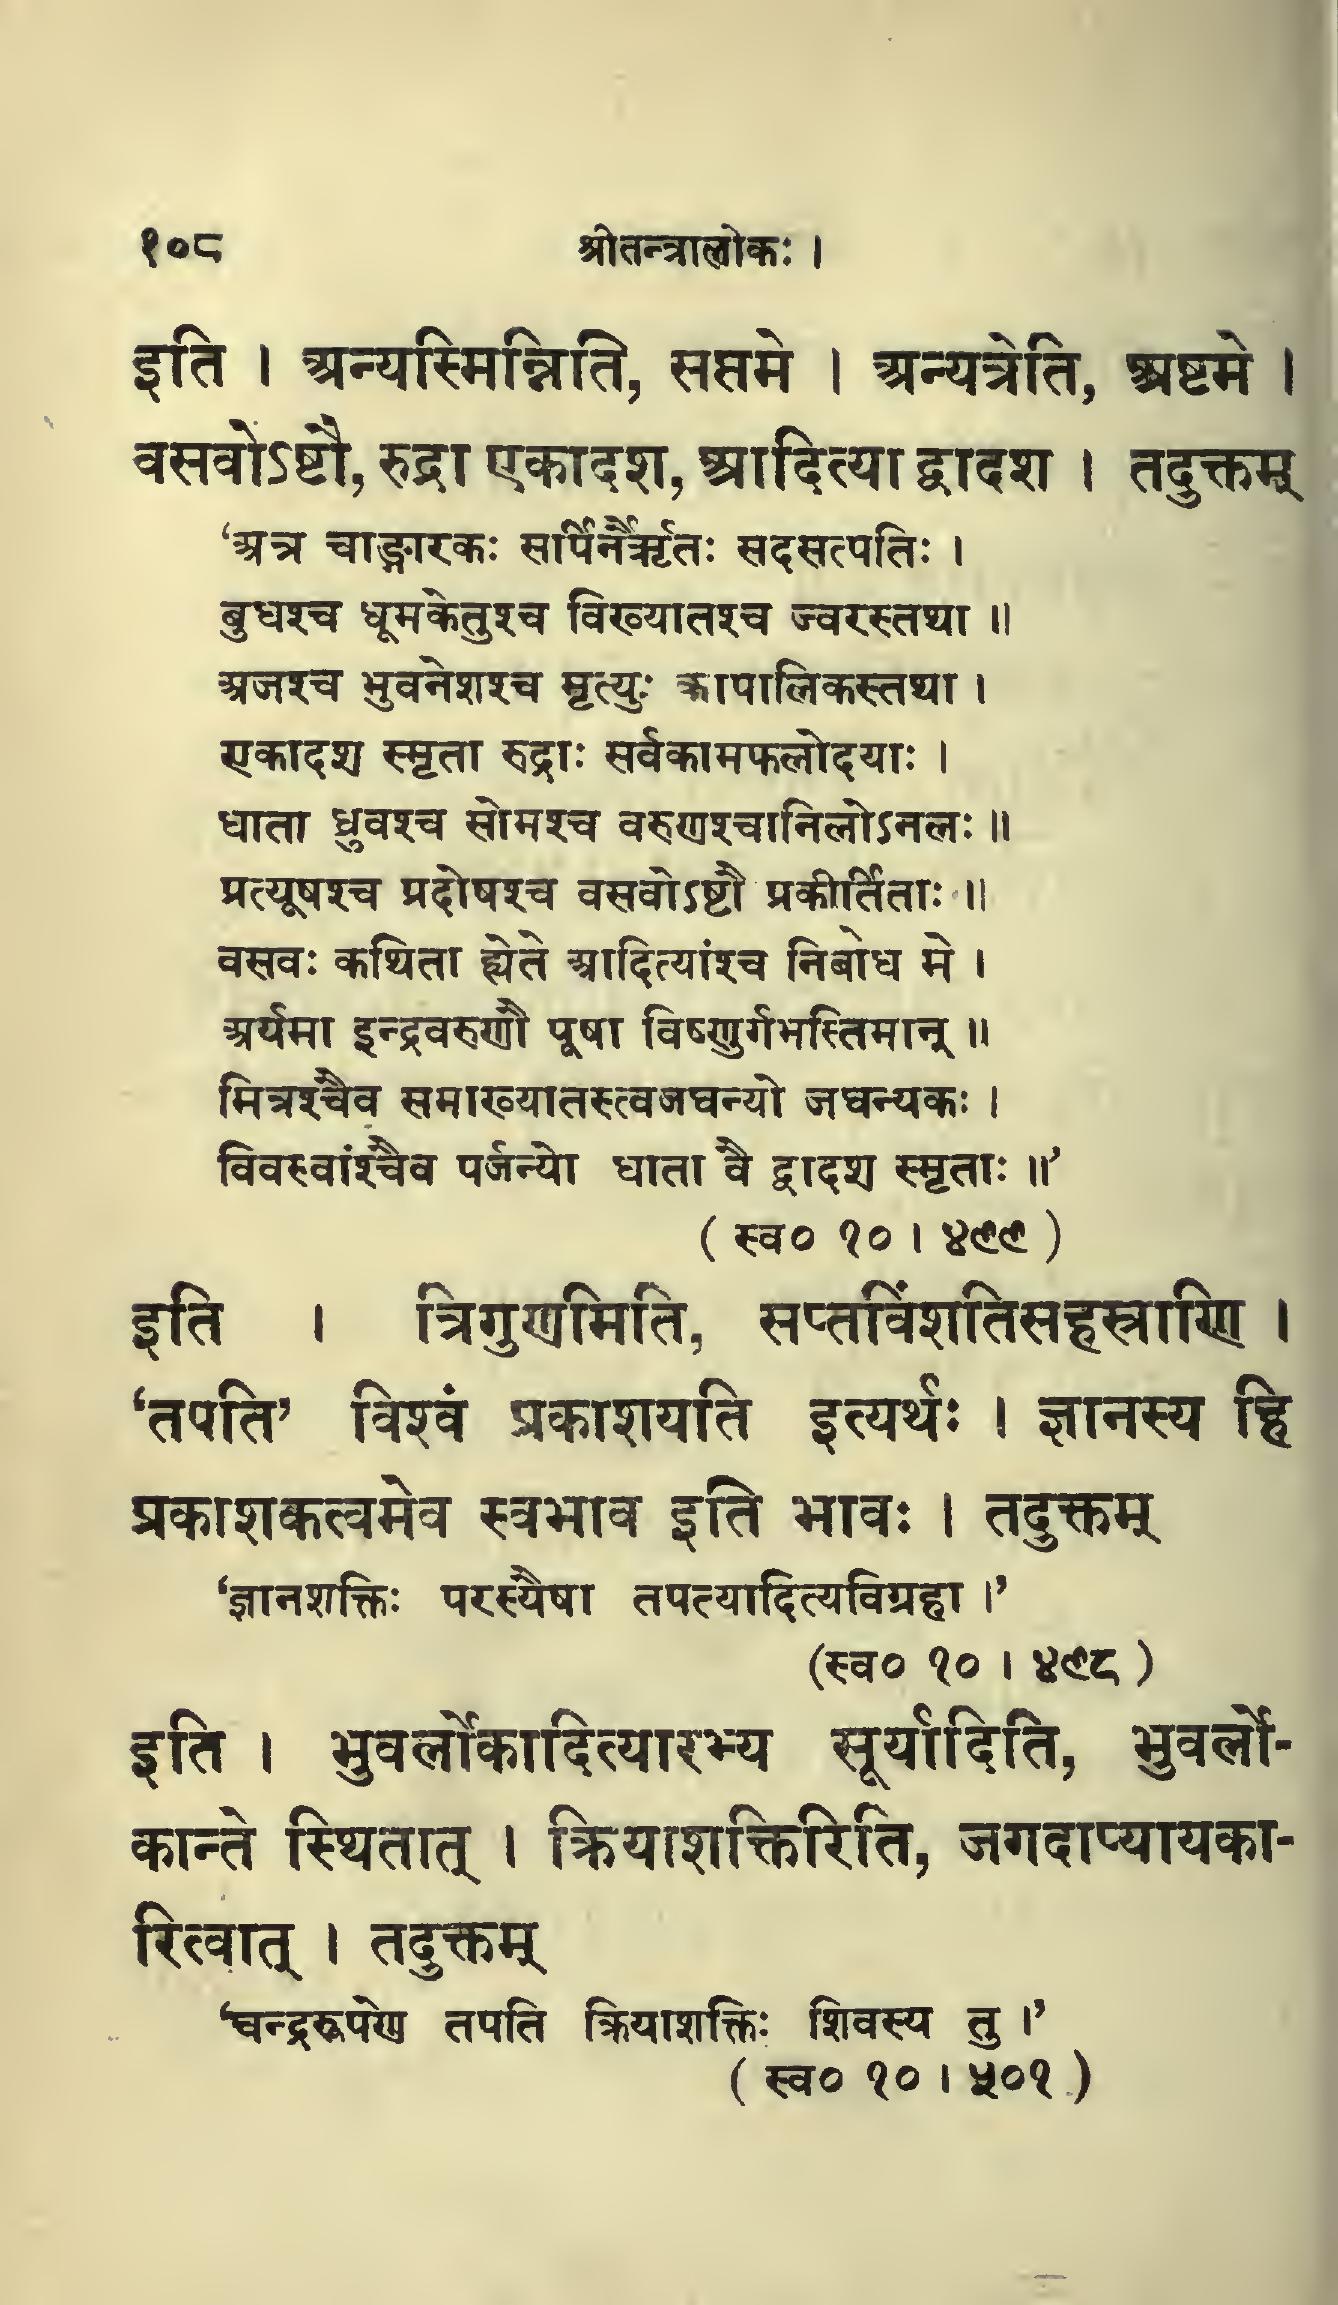 १०८ श्रीतन्त्रालोकः ।
इति । अन्यस्मिन्निति, सप्तमे । अन्यत्रेति, अष्टमे ।
वसवोऽष्टौ, रुद्रा एकादश, आदित्या द्वादश । तदुक्तम्
‘अत्र चाङ्गारकः सर्पिर्नैरृतः सदसत्पतिः ।
बुधश्च धूमकेतुश्च विख्यातश्च ज्वरस्तथा ॥
अजश्च भुवनेशश्च मृत्युः कापालिकस्तथा ।
एकादश स्मृता रुद्राः सर्वकामफलोदयाः ।
धाता ध्रुवश्च सोमश्च वरुणश्चानिलोऽनलः ॥
प्रत्यूषश्च प्रदोषश्च वसवोऽष्टौ प्रकीर्तिताः ॥
वसवः कथिता ह्येते आदित्यांश्च निबोध मे ।
अर्यमा इन्द्रवरुणौ पूषा विष्णुर्गभस्तिमान् ॥
मित्रश्चैव समाख्यातस्त्वजघन्यो जघन्यकः ।
विवस्वांश्चैव पर्जन्यो धाता वै द्वादश स्मृताः ॥’
( स्व० १० । ४९९ )
इति । त्रिगुणमिति, सप्तविंशतिसहस्राणि ।
‘तपति’ विश्वं प्रकाशयति इत्यर्थः । ज्ञानस्य हि
प्रकाशकत्वमेव स्वभाव इति भावः । तदुक्तम्
‘ज्ञानशक्तिः परस्यैषा तपत्यादित्यविग्रहा ।’
(स्व० १० । ४९८ )
इति । भुवर्लोकादित्यारभ्य सूर्यादिति, भुवर्लो-
कान्ते स्थितात् । क्रियाशक्तिरिति, जगदाप्यायका-
रित्वात् । तदुक्तम्
‘चन्द्ररूपेण तपति क्रियाशक्तिः शिवस्य तु ।’
( स्व० १० । ५०१ )